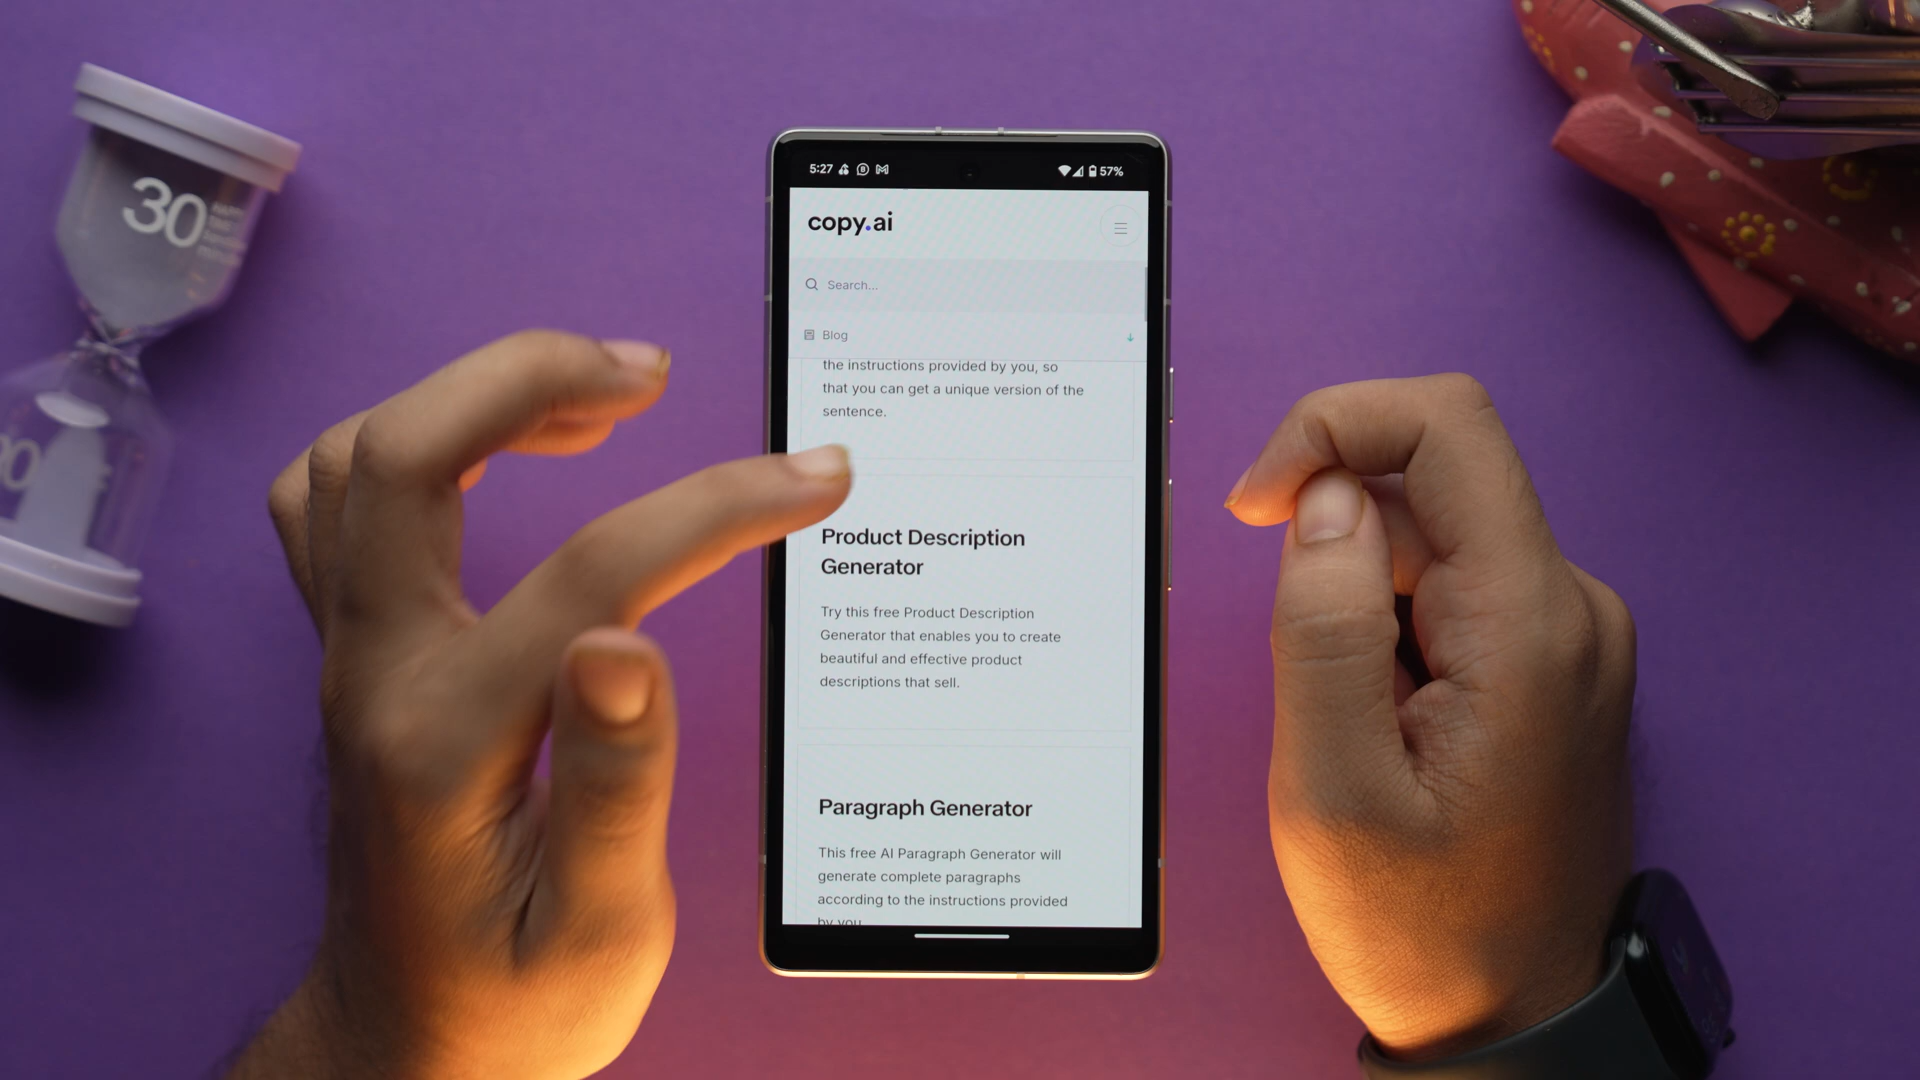 30
5:27
57%
copy.ai
Search...
Blog
the instructions provided by you, so
that you can get a unique version of the
sentence.
Product Description
Generator
Try this free Product Description
Generator that enables you to create
beautiful and effective product
descriptions that sell.
Paragraph Generator
This free AI Paragraph Generator will
generate complete paragraphs
according to the instructions provided
by you